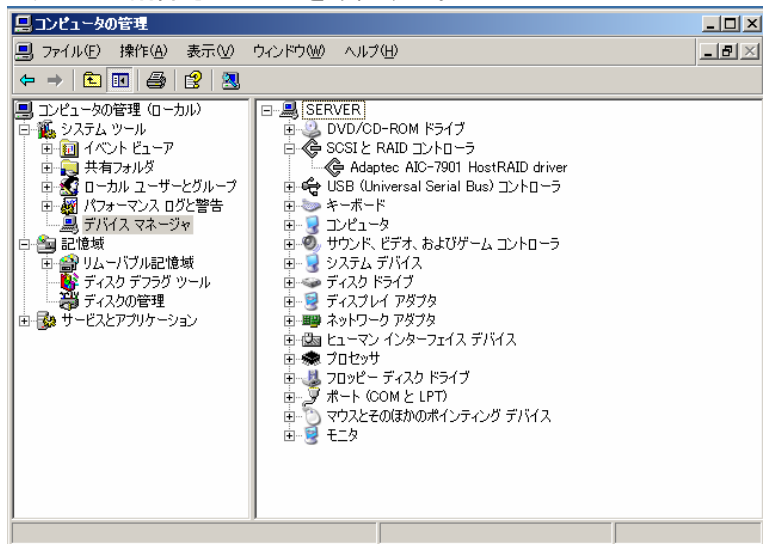 コンピュータの管理
ファイル(F) 操作(A) 表示(V) ウィンドウ(W) ヘルプ(H)
コンピュータの管理 (ローカル)
システム ツール
イベント ビューア
共有フォルダ
ローカル ユーザーとグループ
パフォーマンス ログと警告
デバイス マネージャ
記憶域
リムーバブル記憶域
ディスク デフラグ ツール
ディスクの管理
サービスとアプリケーション
SERVER
DVD/CD-ROM ドライブ
SCSI と RAID コントローラ
Adaptec AIC-7901 HostRAID driver
USB (Universal Serial Bus) コントローラ
キーボード
コンピュータ
サウンド、ビデオ、およびゲーム コントローラ
システム デバイス
ディスク ドライブ
ディスプレイ アダプタ
ネットワーク アダプタ
ヒューマン インターフェイス デバイス
プロセッサ
フロッピー ディスク ドライブ
ポート (COM と LPT)
マウスとそのほかのポインティング デバイス
モニタ